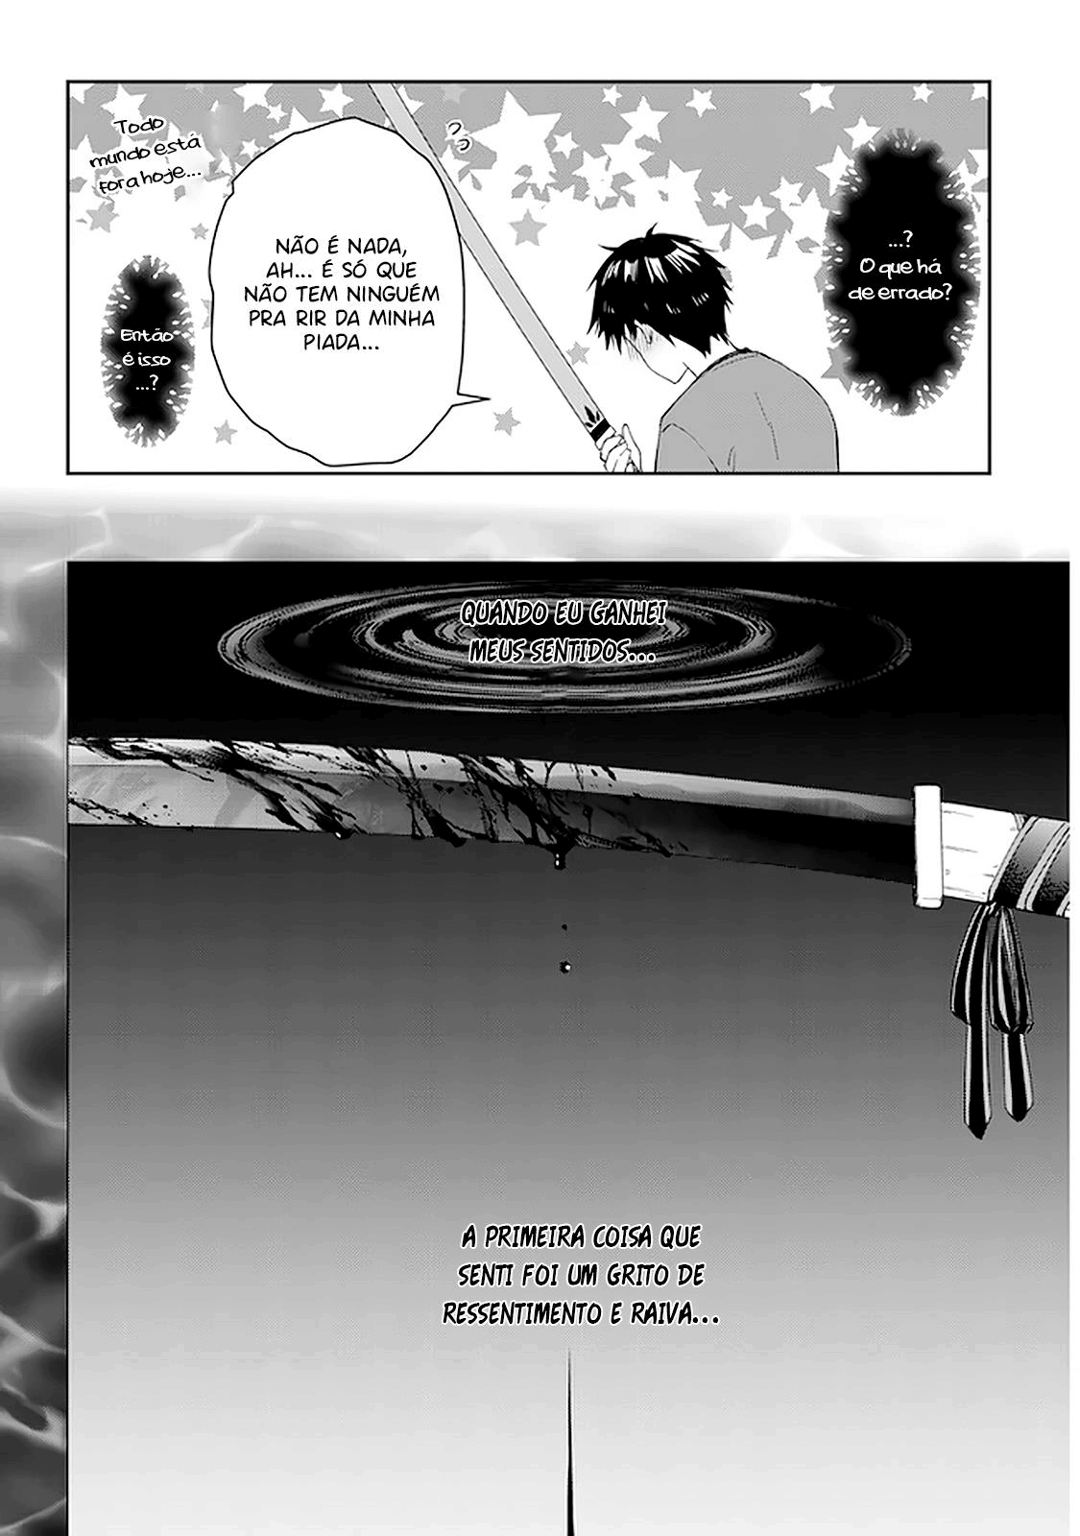 ...?
O que há
de errado?
NÃO É NADA,
AH... É SÓ QUE
NÃO TEM NINGUÉM
PRA RIR DA MINHA
PIADA...
Todo
mundo está
fora hoje...
Então
é isso
...?
QUANDO EU GANHEI
MEUS SENTIDOS...
A PRIMEIRA COISA QUE
SENTI FOI UM GRITO DE
RESSENTIMENTO E RAIVA...